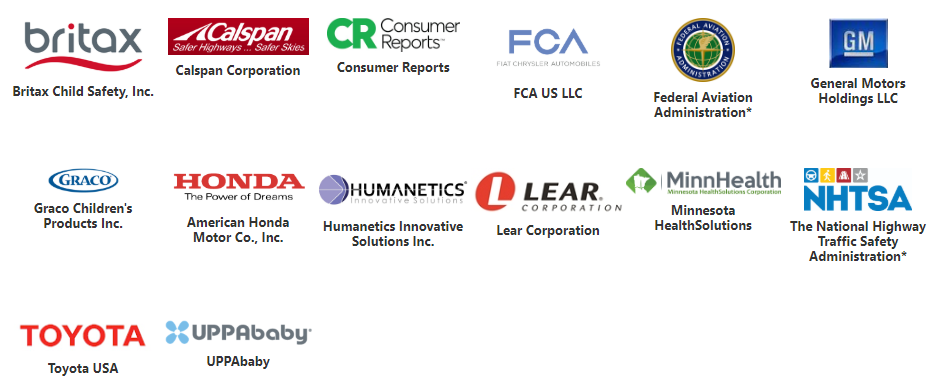 britax
Calspan
Safer Highways ... Safer Skies
CR Consumer
Reports™
FCA
FIAT CHRYSLER AUTOMOBILES
FEDERAL AVIATION
ADMINISTRATION
GM
Britax Child Safety, Inc.
Calspan Corporation
Consumer Reports
FCA US LLC
Federal Aviation
Administration*
General Motors
Holdings LLC
GRACO
HONDA
The Power of Dreams
HUMANETICS®
Innovative Solutions
L LEAR®
CORPORATION
MinnHealth
Minnesota HealthSolutions Corporation
NHTSA
Graco Children's
Products Inc.
American Honda
Motor Co., Inc.
Humanetics Innovative
Solutions Inc.
Lear Corporation
Minnesota
HealthSolutions
The National Highway
Traffic Safety
Administration*
TOYOTA
UPPAbaby®
Toyota USA
UPPAbaby